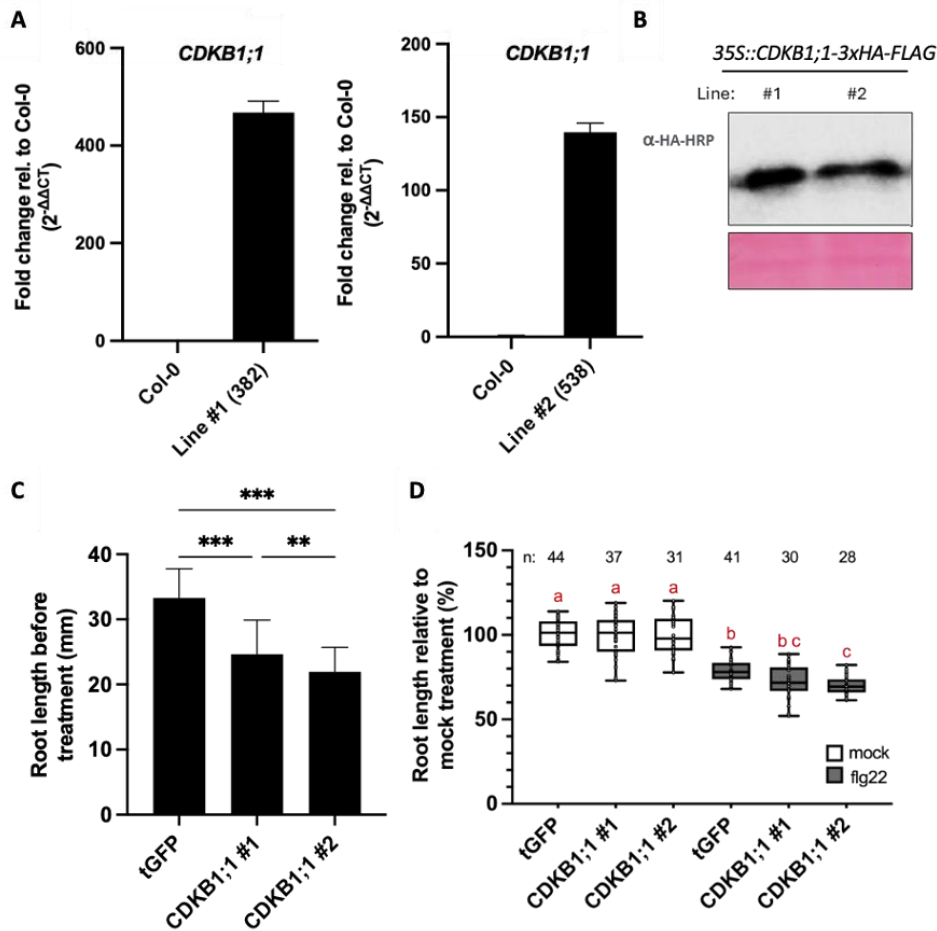 A
CDKB1;1
Fold change rel. to Col-0
(2-ΔΔCT)
600
400
200
0
Col-0
Line #1 (382)
CDKB1;1
Fold change rel. to Col-0
(2-ΔΔCT)
200
150
100
50
0
Col-0
Line #2 (538)
B
35S::CDKB1;1-3xHA-FLAG
Line: #1 #2
α-HA-HRP
C
***
*** **
Root length before
treatment (mm)
40
30
20
10
0
tGFP
CDKB1;1 #1
CDKB1;1 #2
D
Root length relative to
mock treatment (%)
150
100
50
0
n: 44 37 31 41 30 28
a a a b b c c
mock
flg22
tGFP
CDKB1;1 #1
CDKB1;1 #2
tGFP
CDKB1;1 #1
CDKB1;1 #2